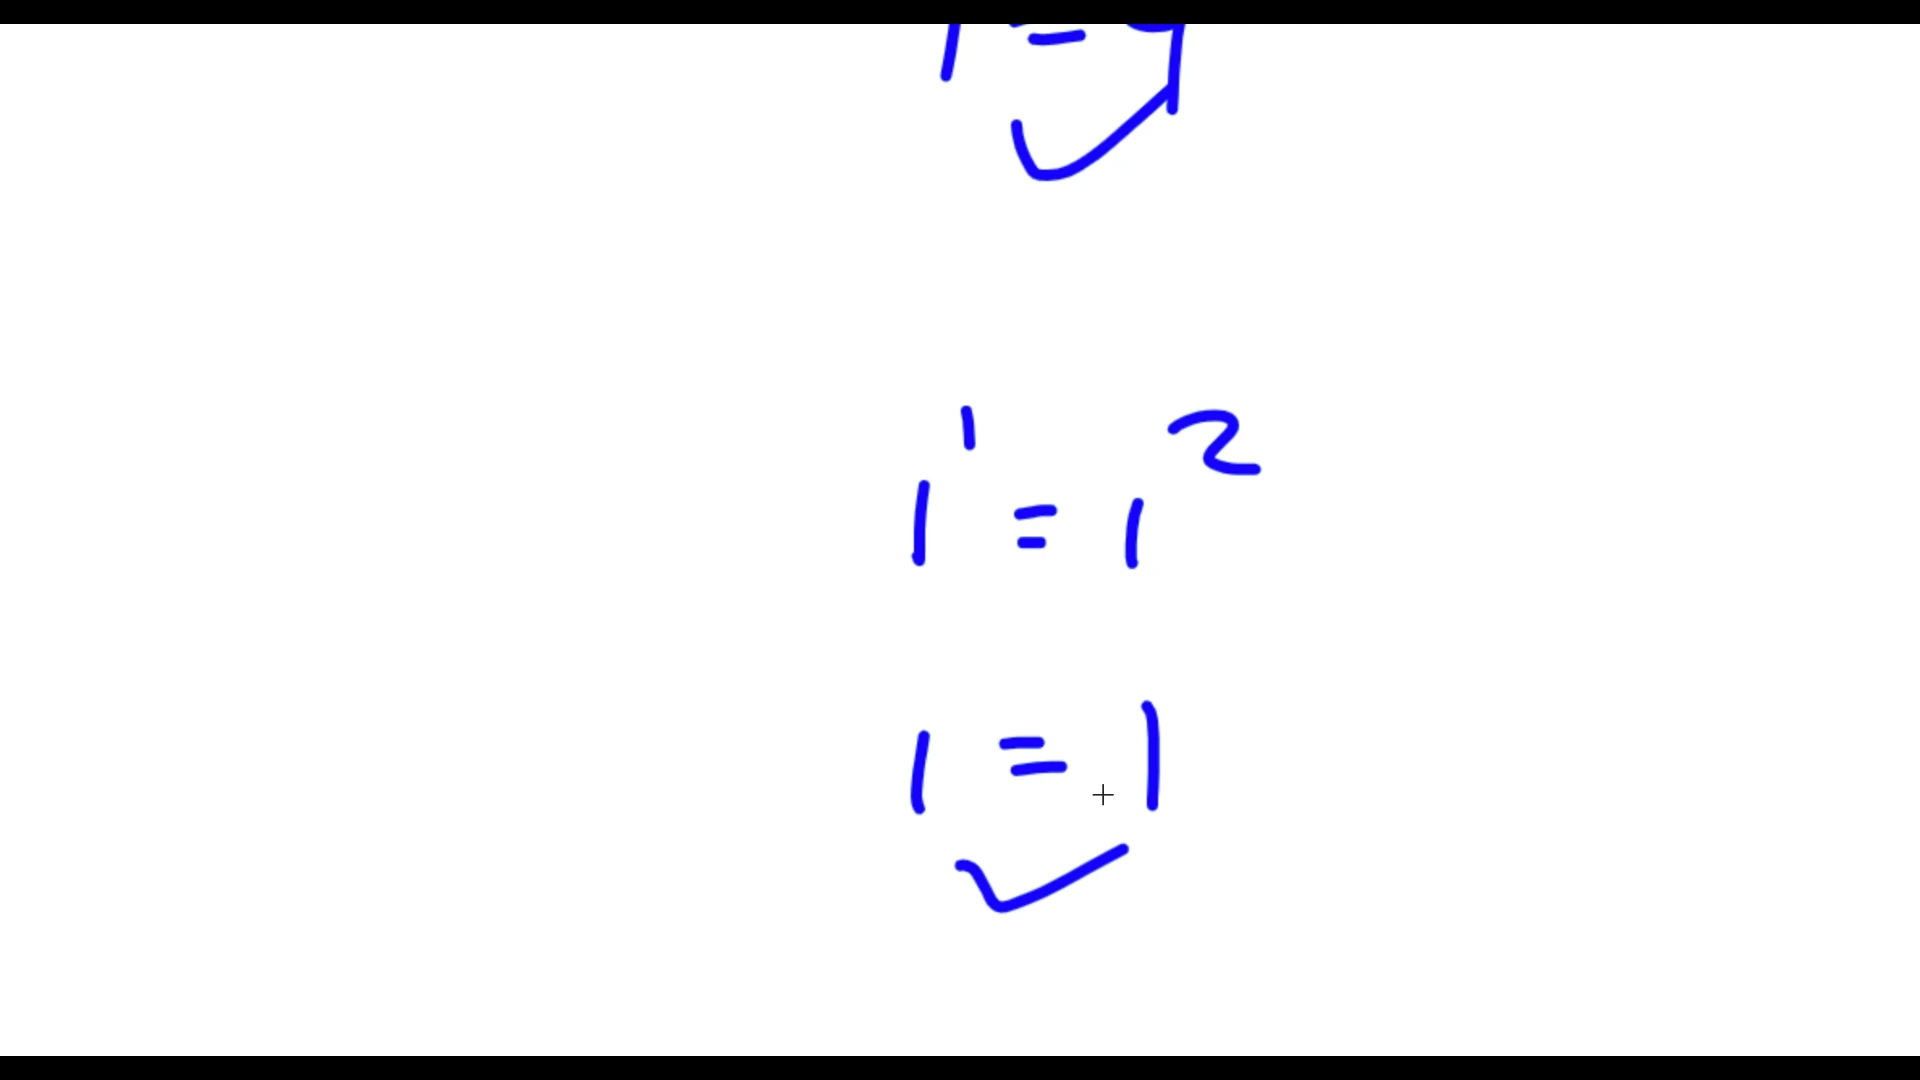 1¹ = 1²
1 = 1